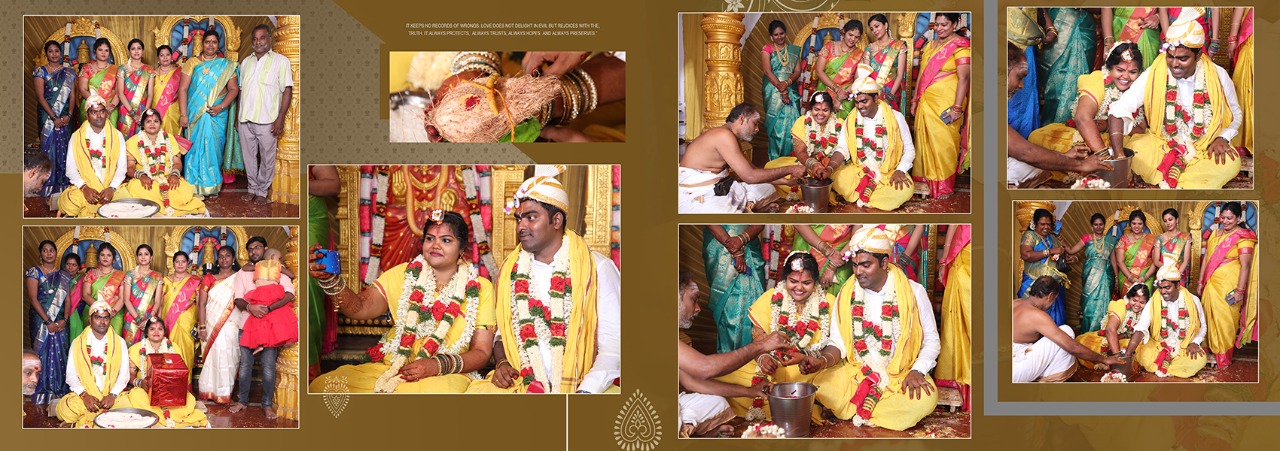 IT KEEPS NO RECORDS OF WRONGS. LOVE DOES NOT DELIGHT IN EVIL BUT REJOICES WITH THE,
TRUTH. IT ALWAYS PROTECTS, ALWAYS TRUSTS, ALWAYS HOPES AND ALWAYS PRESERVES."